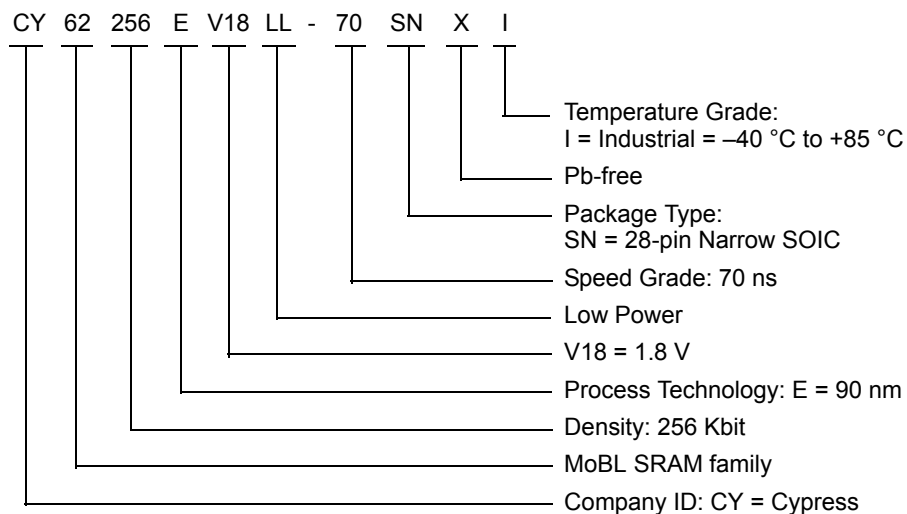 CY 62 256 E V18 LL - 70 SN X I
Temperature Grade:
I = Industrial = –40 °C to +85 °C
Pb-free
Package Type:
SN = 28-pin Narrow SOIC
Speed Grade: 70 ns
Low Power
V18 = 1.8 V
Process Technology: E = 90 nm
Density: 256 Kbit
MoBL SRAM family
Company ID: CY = Cypress